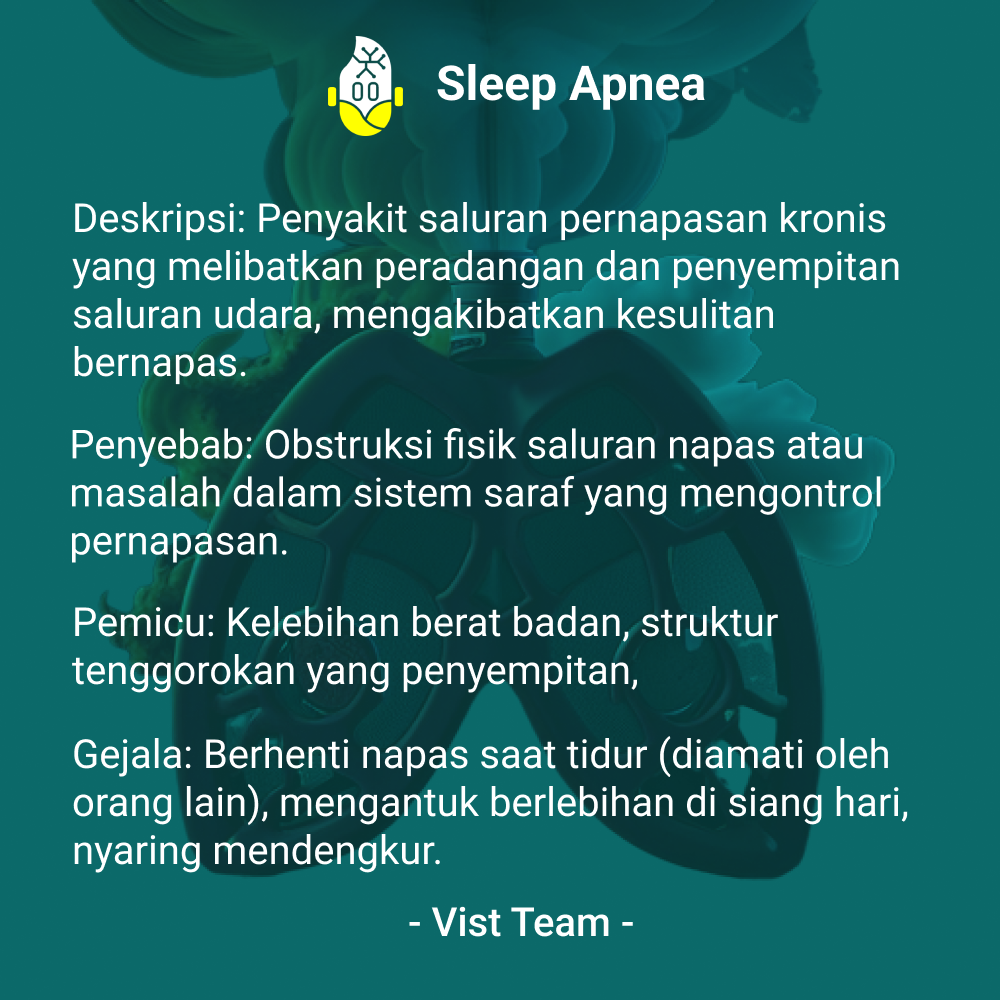 Sleep Apnea
Deskripsi: Penyakit saluran pernapasan kronis
yang melibatkan peradangan dan penyempitan
saluran udara, mengakibatkan kesulitan
bernapas.
Penyebab: Obstruksi fisik saluran napas atau
masalah dalam sistem saraf yang mengontrol
pernapasan.
Pemicu: Kelebihan berat badan, struktur
tenggorokan yang penyempitan,
Gejala: Berhenti napas saat tidur (diamati oleh
orang lain), mengantuk berlebihan di siang hari,
nyaring mendengkur.
- Vist Team -